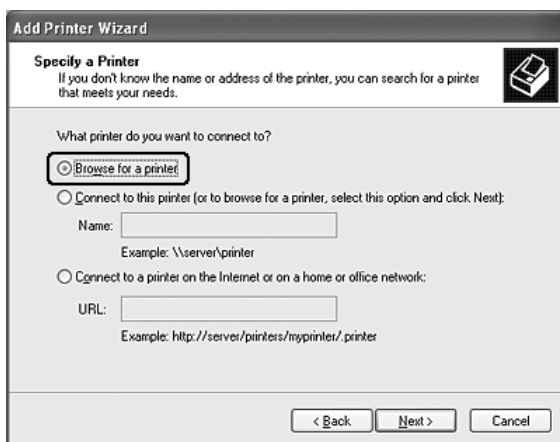 Add Printer Wizard
Specify a Printer
If you don't know the name or address of the printer, you can search for a printer
that meets your needs.
What printer do you want to connect to?
Browse for a printer
Connect to this printer (or to browse for a printer, select this option and click Next):
Name:
Example: \\server\printer
Connect to a printer on the Internet or on a home or office network:
URL:
Example: http://server/printers/myprinter/.printer
< Back Next > Cancel